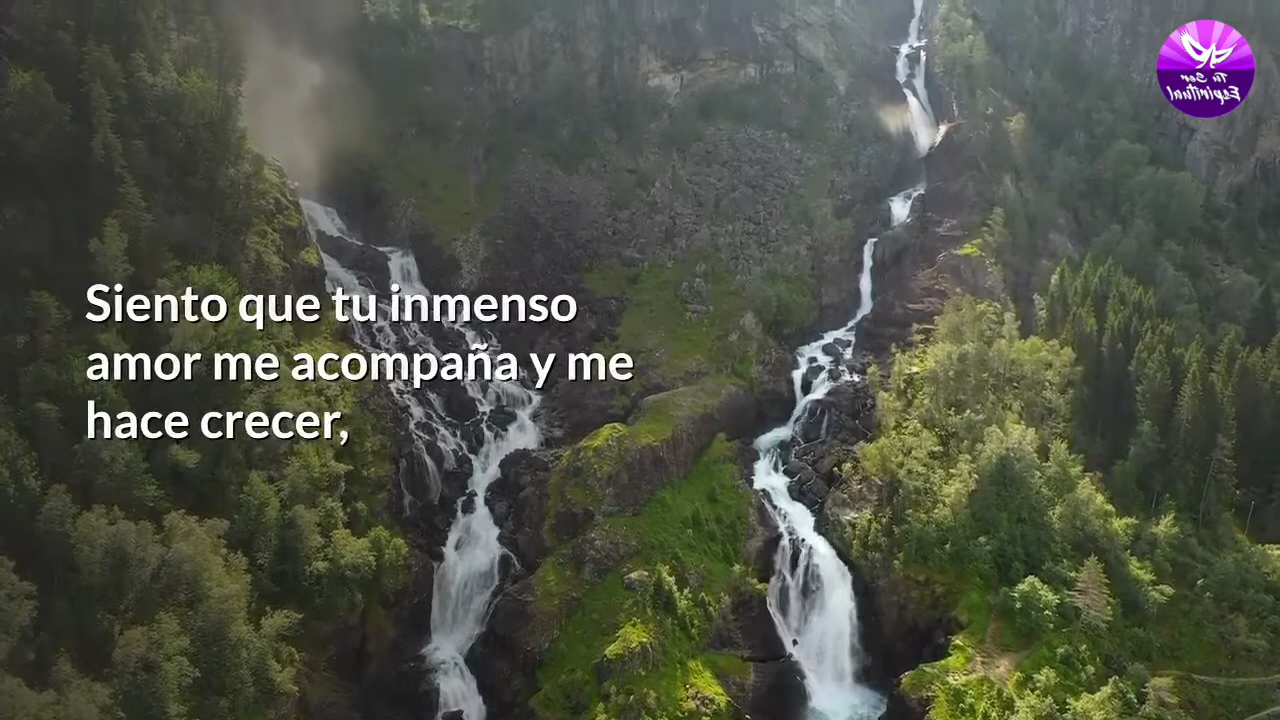 Tu Ser
Espiritual
Siento que tu inmenso
amor me acompaña y me
hace crecer,